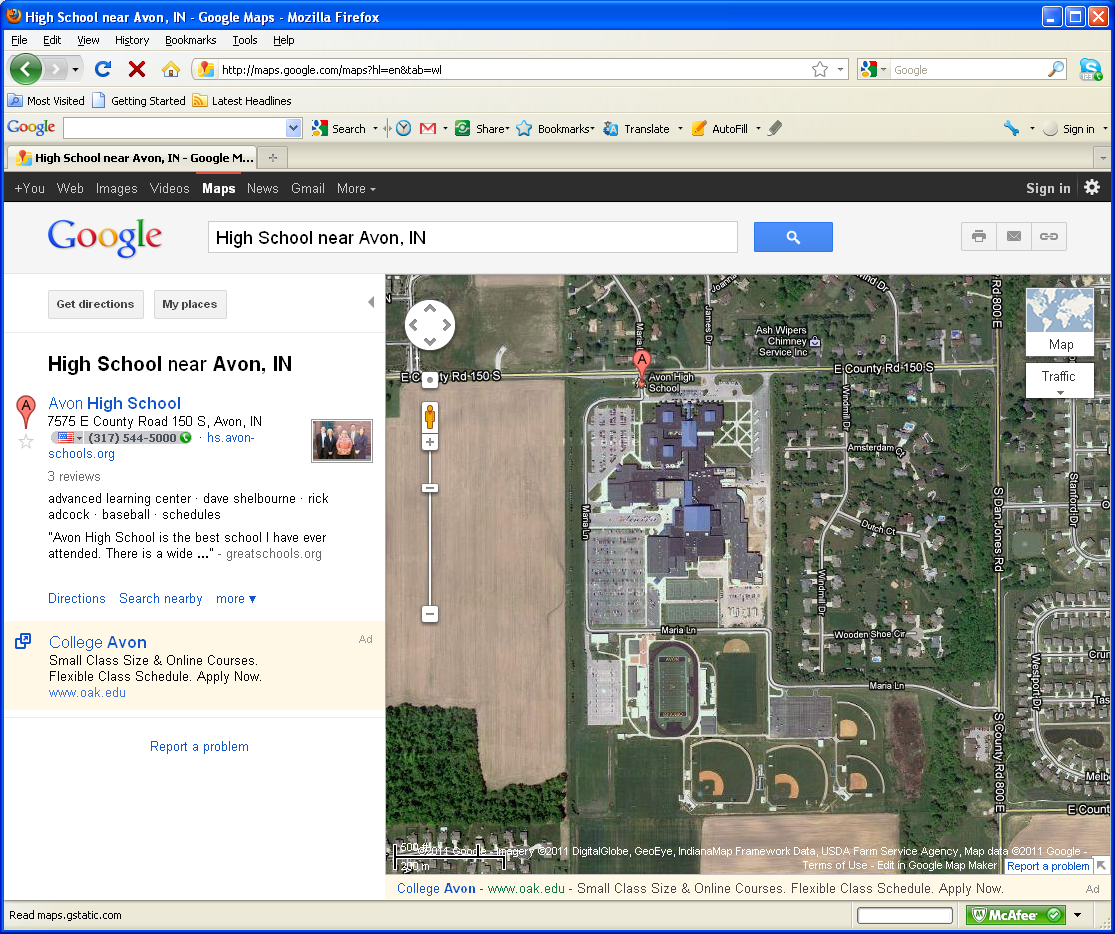 High School near Avon, IN - Google Maps - Mozilla Firefox
File Edit View History Bookmarks Tools Help
http://maps.google.com/maps?hl=en&tab=wl
Google
Most Visited Getting Started Latest Headlines
Google Search Share Bookmarks Translate AutoFill Sign in
High School near Avon, IN - Google M...
+You Web Images Videos Maps News Gmail More
Sign in
Google
High School near Avon, IN
Get directions My places
High School near Avon, IN
A
Avon High School
7575 E County Road 150 S, Avon, IN
(317) 544-5000 · hs.avon-
schools.org
3 reviews
advanced learning center · dave shelbourne · rick
adcock · baseball · schedules
"Avon High School is the best school I have ever
attended. There is a wide ..." - greatschools.org
Directions Search nearby more ▾
College Avon
Ad
Small Class Size & Online Courses.
Flexible Class Schedule. Apply Now.
www.oak.edu
Report a problem
Map
Traffic
James Dr
Rd 800 E
Ash Wipers
Chimney
Service Inc
E County Rd 150 S
E County Rd 150 S
A
Avon High
School
Windmill Dr
Amsterdam Ct
Dutch Ct
Maria Ln
S Dan Jones Rd
Stanford Dr
Windmill Dr
Maria Ln
Wooden Shoe Cir
AVON
Maria Ln
Westport Dr
S County Rd 800 E
E Count
500 ft
200 m
©2011 Google - Imagery ©2011 DigitalGlobe, GeoEye, IndianaMap Framework Data, USDA Farm Service Agency, Map data ©2011 Google -
Terms of Use - Edit in Google Map Maker Report a problem
College Avon - www.oak.edu - Small Class Size & Online Courses. Flexible Class Schedule. Apply Now.
Ad
Read maps.gstatic.com
McAfee